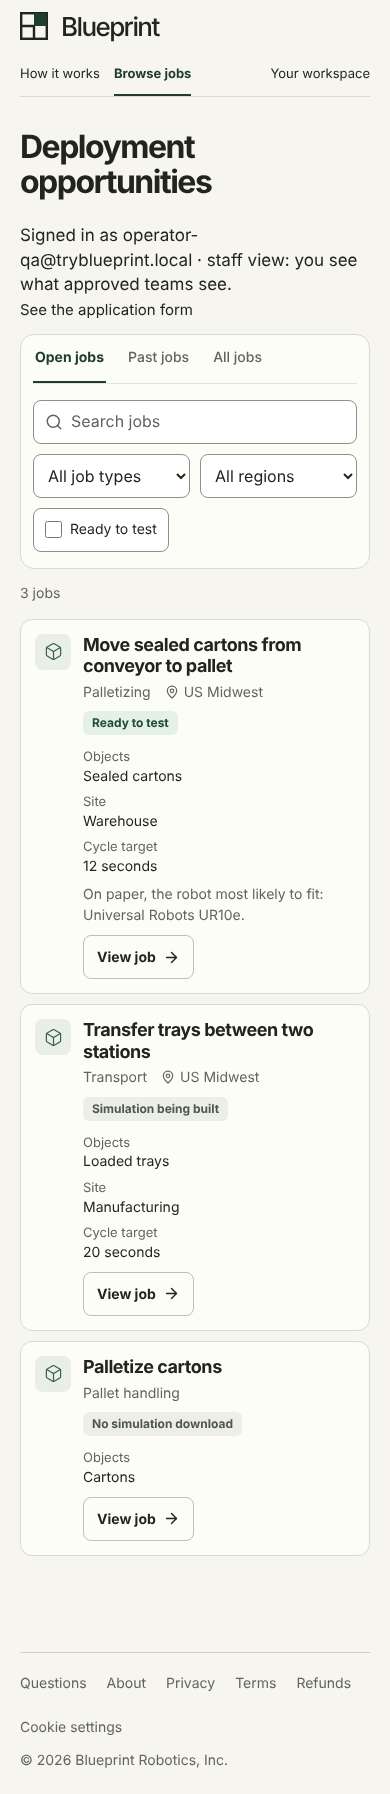 Blueprint
How it works Browse jobs Your workspace
Deployment
opportunities
Signed in as operator-
qa@tryblueprint.local · staff view: you see
what approved teams see.
See the application form
Open jobs Past jobs All jobs
Search jobs
All job types All regions
Ready to test
3 jobs
Move sealed cartons from
conveyor to pallet
Palletizing US Midwest
Ready to test
Objects
Sealed cartons
Site
Warehouse
Cycle target
12 seconds
On paper, the robot most likely to fit:
Universal Robots UR10e.
View job
Transfer trays between two
stations
Transport US Midwest
Simulation being built
Objects
Loaded trays
Site
Manufacturing
Cycle target
20 seconds
View job
Palletize cartons
Pallet handling
No simulation download
Objects
Cartons
View job
Questions About Privacy Terms Refunds
Cookie settings
© 2026 Blueprint Robotics, Inc.